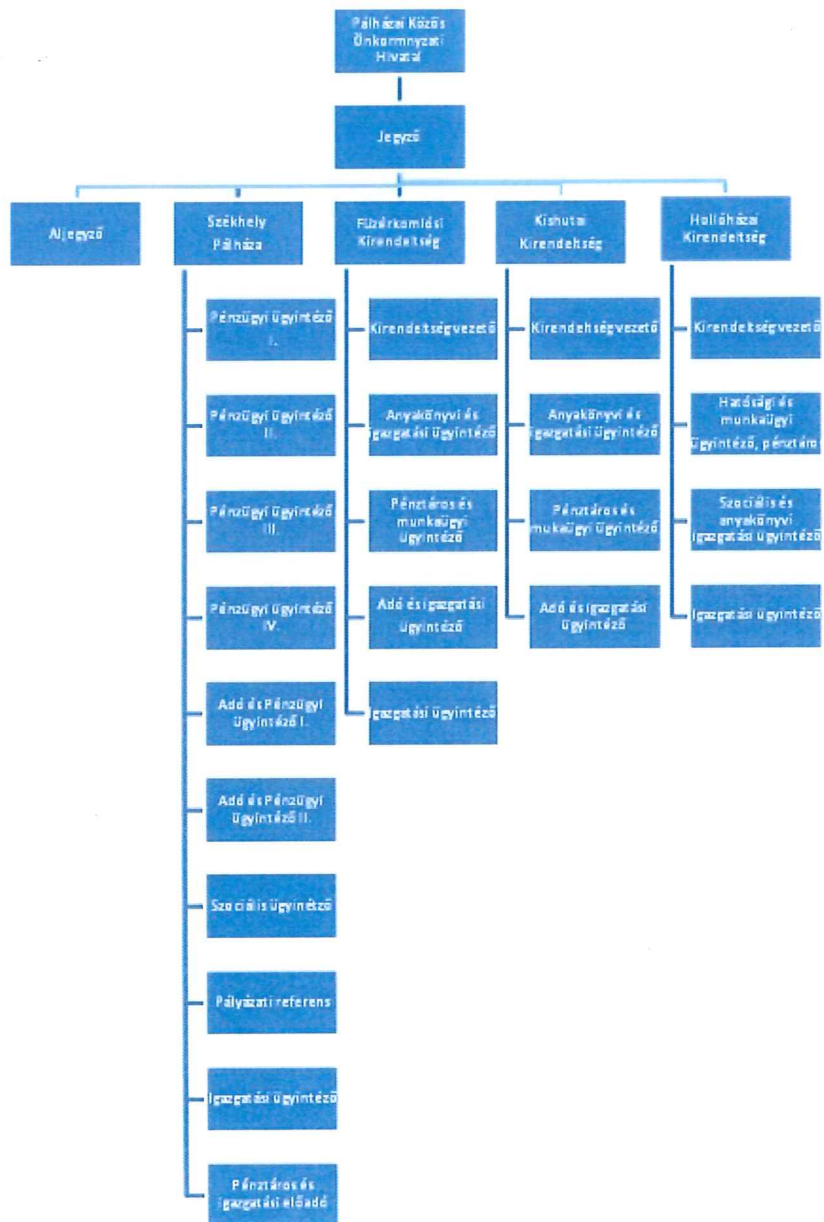 Pálházai Közös
Önkormnyzati
Hivatal
Jegyző
Aljegyző
Székhely
Pálháza
Füzérkomlósi
Kirendeltség
Kishutai
Kirendeltség
Hollóházai
Kirendeltség
Pénzügyi ügyintéző
I.
Pénzügyi ügyintéző
II.
Pénzügyi ügyintéző
III.
Pénzügyi ügyintéző
IV.
Adó és Pénzügyi
ügyintéző I.
Adó és Pénzügyi
ügyintéző II.
Szociális ügyinétző
Pályázati referens
Igazgatási ügyintéző
Pénztáros és
igazgatási előadó
Kirendeltségvezető
Anyakönyvi és
igazgatási ügyintéző
Pénztáros és
munkaügyi
ügyintéző
Adó és igazgatási
ügyintéző
Igazgatási ügyintéző
Kirendeltségvezető
Anyakönyvi és
igazgatási ügyintéző
Pénztáros és
mukaügyi ügyintéző
Adó és igazgatási
ügyintéző
Kirendeltségvezető
Hatósági és
munkaügyi
ügyintéző, pénztáros
Szociális és
anyakönyvi
igazgatási ügyintéző
Igazgatási ügyintéző